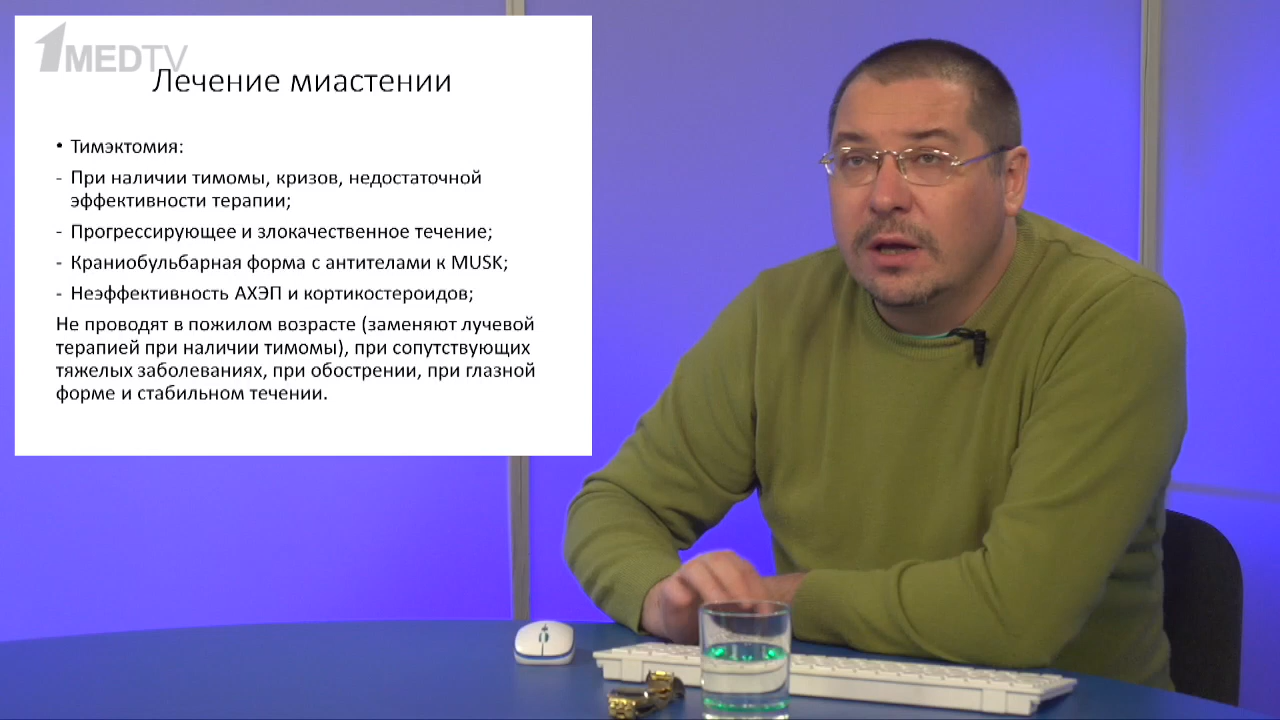 1MEDTV
Лечение миастении
• Тимэктомия:
- При наличии тимомы, кризов, недостаточной
эффективности терапии;
- Прогрессирующее и злокачественное течение;
- Краниобульбарная форма с антителами к MUSK;
- Неэффективность АХЭП и кортикостероидов;
Не проводят в пожилом возрасте (заменяют лучевой
терапией при наличии тимомы), при сопутствующих
тяжелых заболеваниях, при обострении, при глазной
форме и стабильном течении.